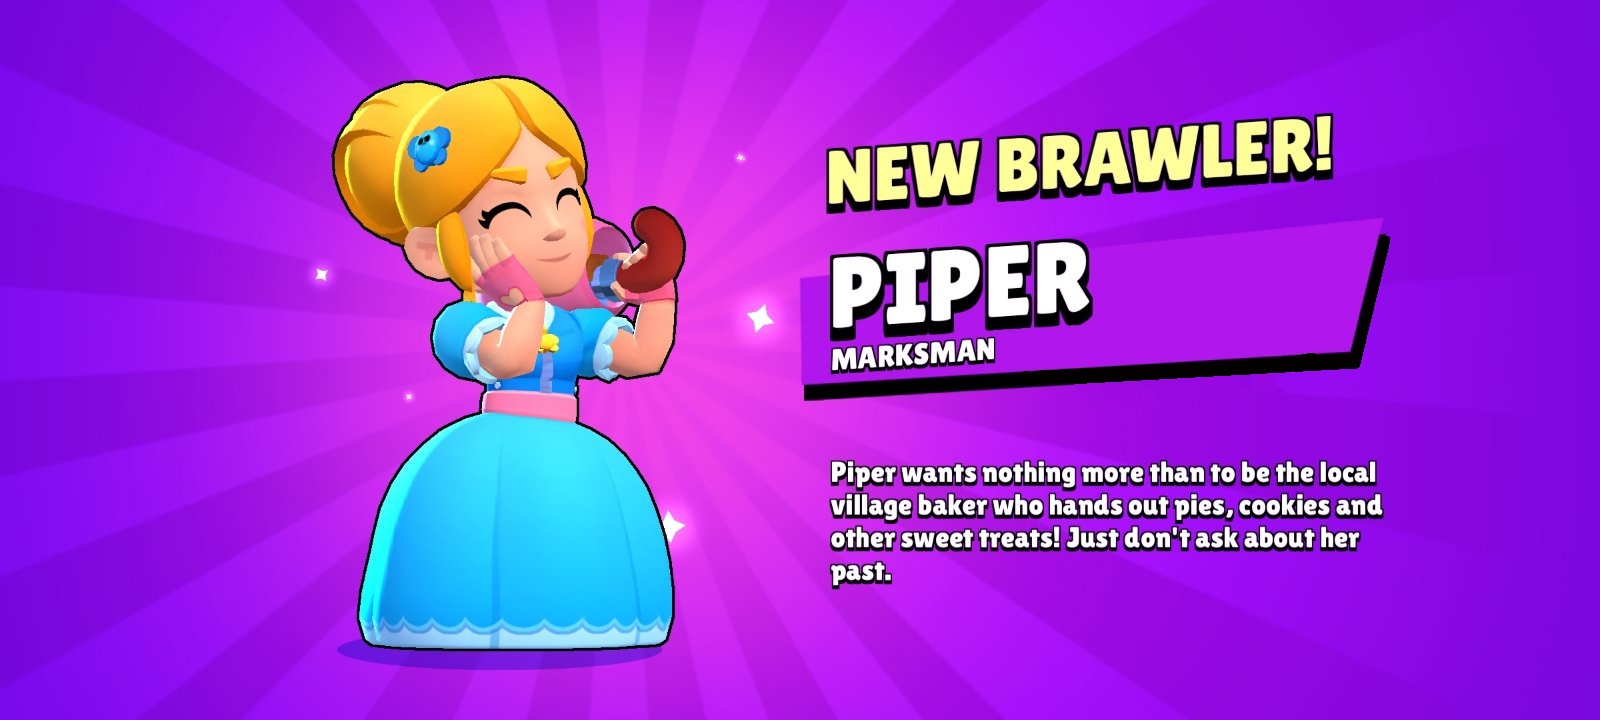 NEW BRAWLER!
PIPER
MARKSMAN
Piper wants nothing more than to be the local
village baker who hands out pies, cookies and
other sweet treats! Just don't ask about her
past.